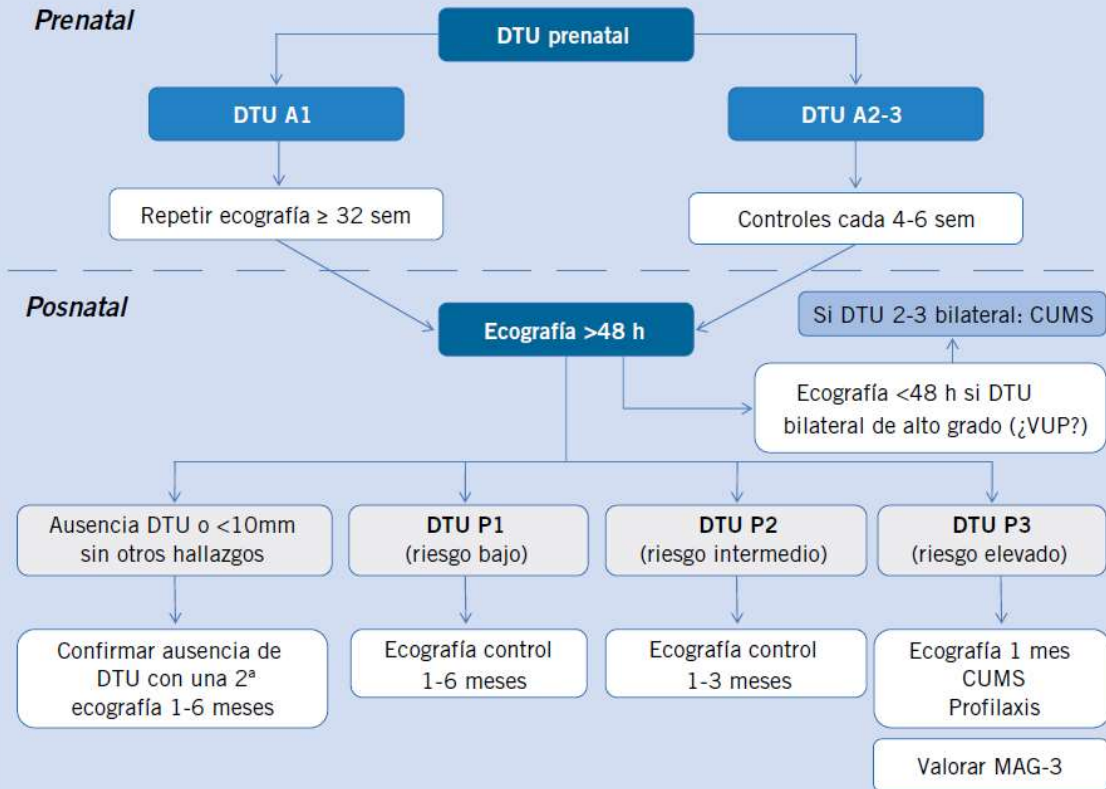 Prenatal
DTU prenatal
DTU A1
DTU A2-3
Repetir ecografía ≥ 32 sem
Controles cada 4-6 sem
Posnatal
Ecografía >48 h
Si DTU 2-3 bilateral: CUMS
Ecografía <48 h si DTU
bilateral de alto grado (¿VUP?)
Ausencia DTU o <10mm
sin otros hallazgos
DTU P1
(riesgo bajo)
DTU P2
(riesgo intermedio)
DTU P3
(riesgo elevado)
Confirmar ausencia de
DTU con una 2ª
ecografía 1-6 meses
Ecografía control
1-6 meses
Ecografía control
1-3 meses
Ecografía 1 mes
CUMS
Profilaxis
Valorar MAG-3